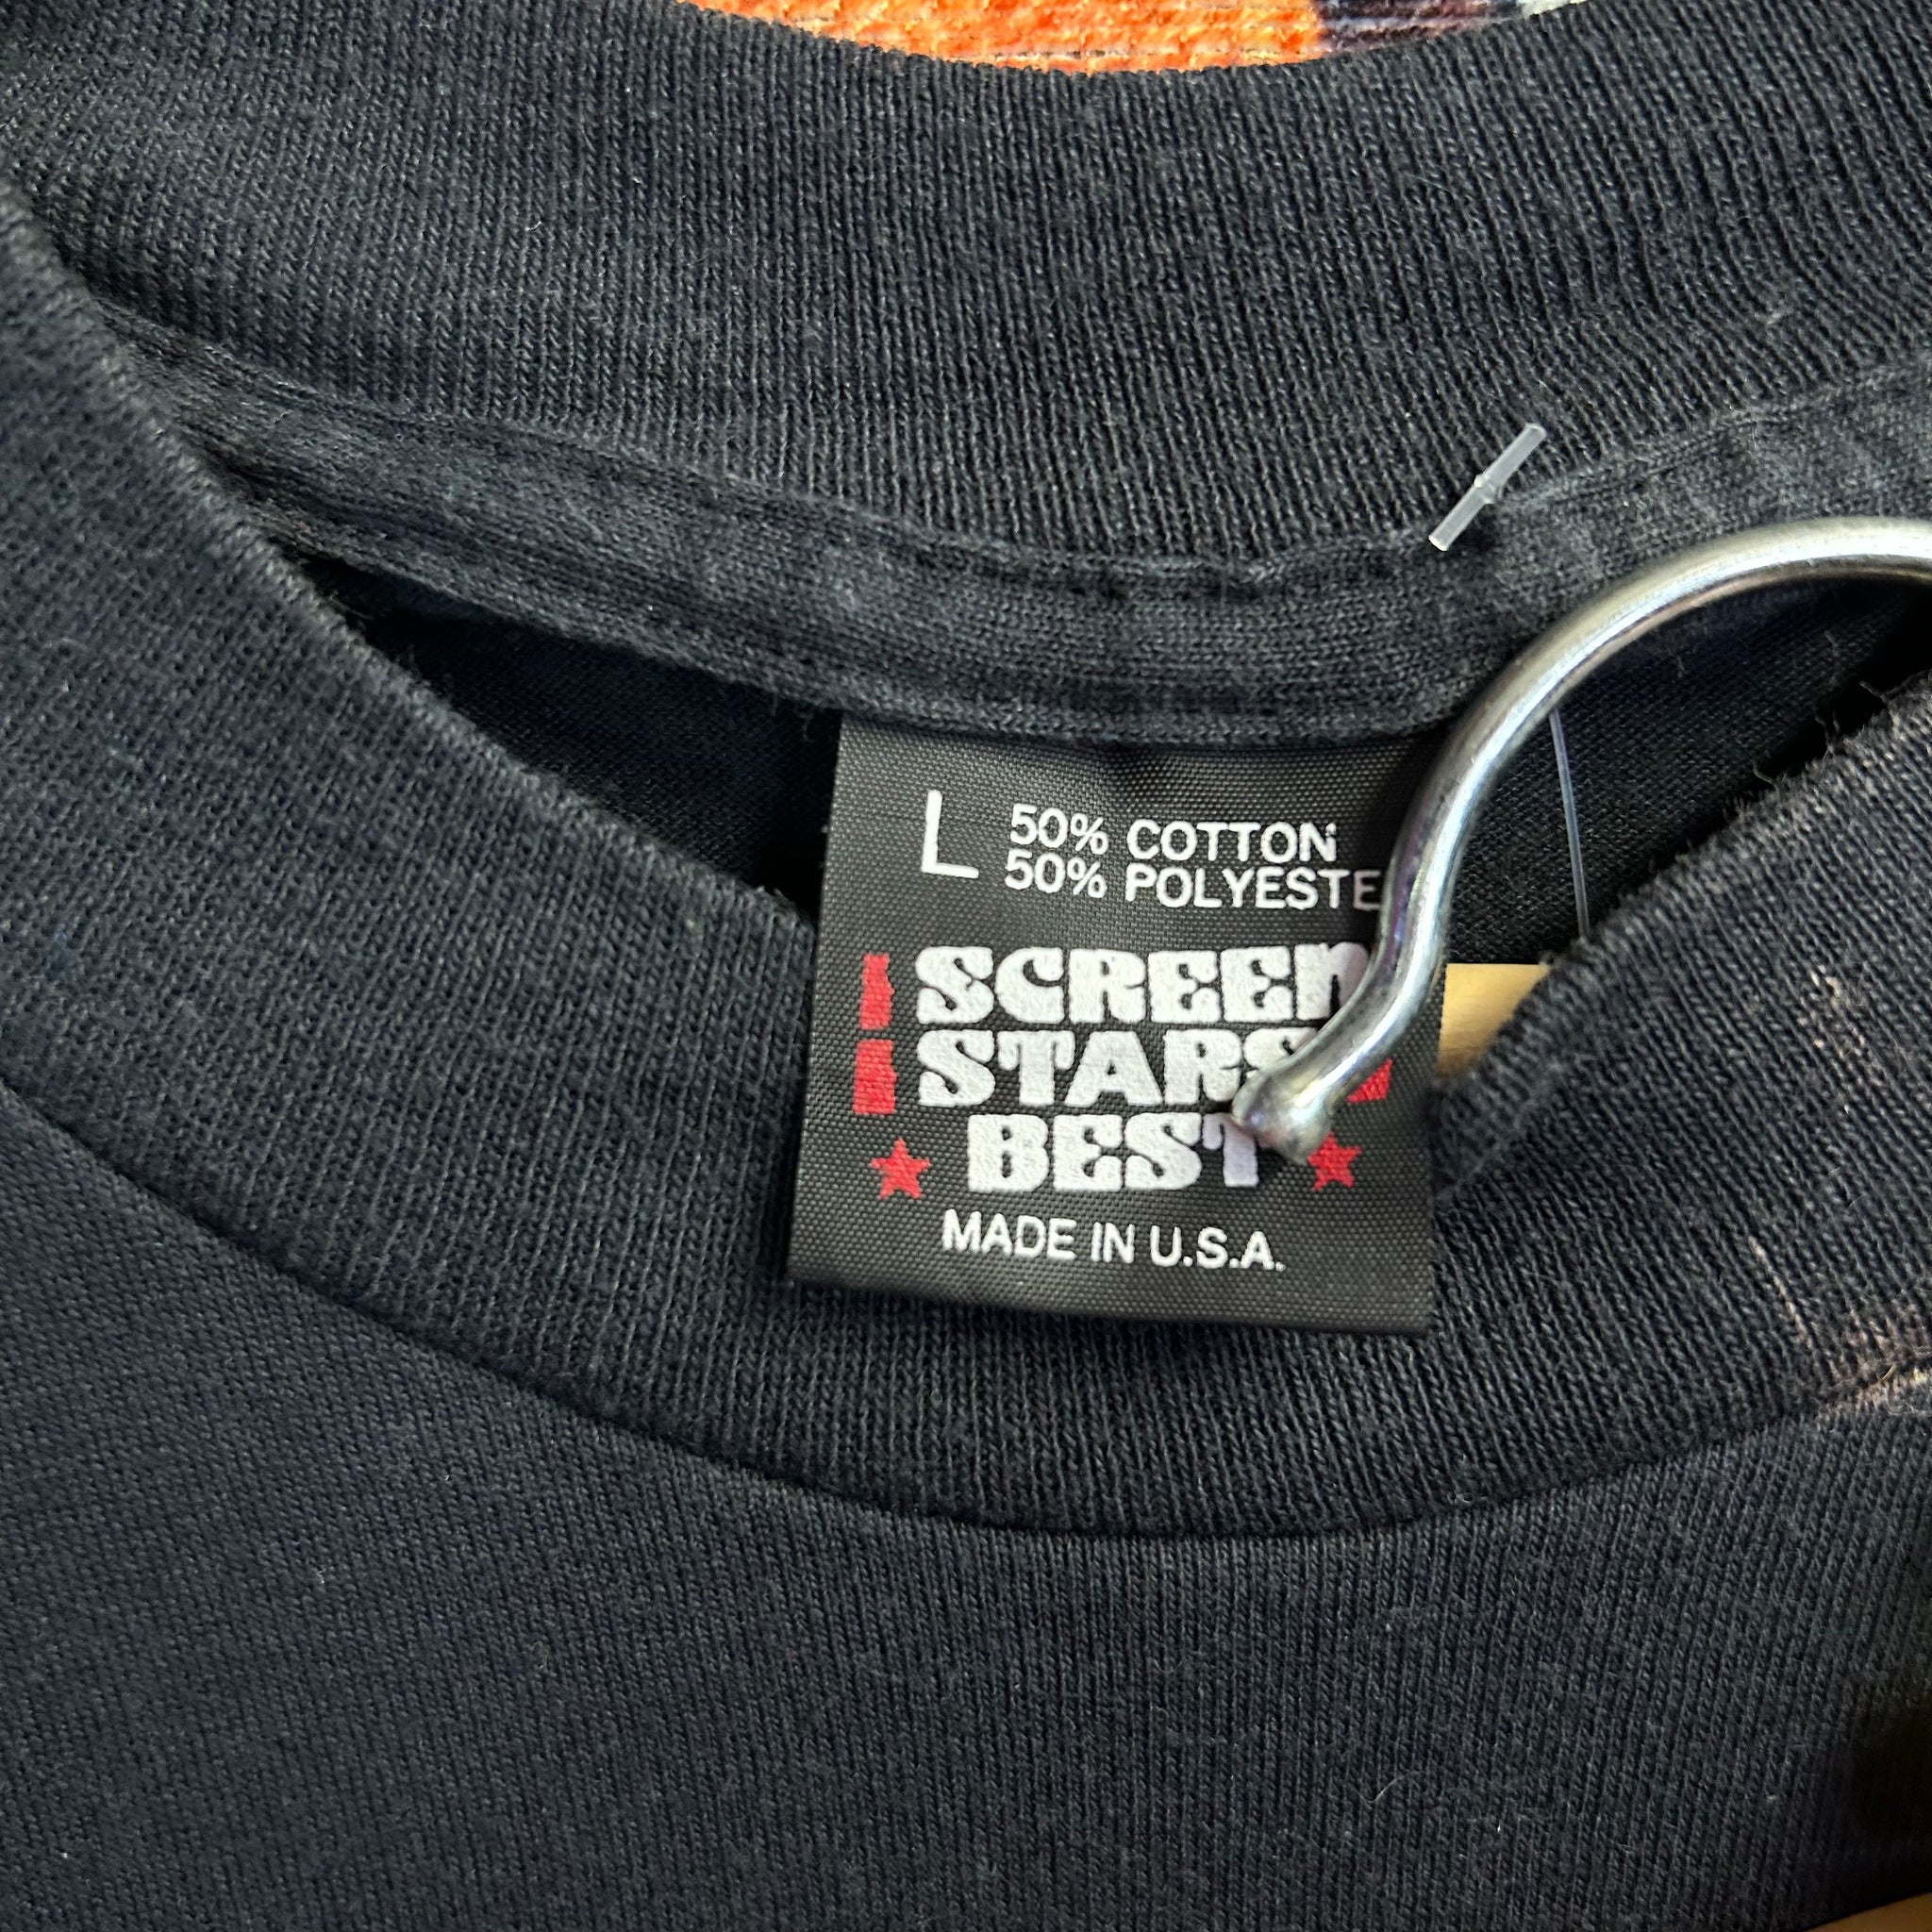 L 50% COTTON
50% POLYESTE
SCREEN
STARS
BEST
MADE IN U.S.A.